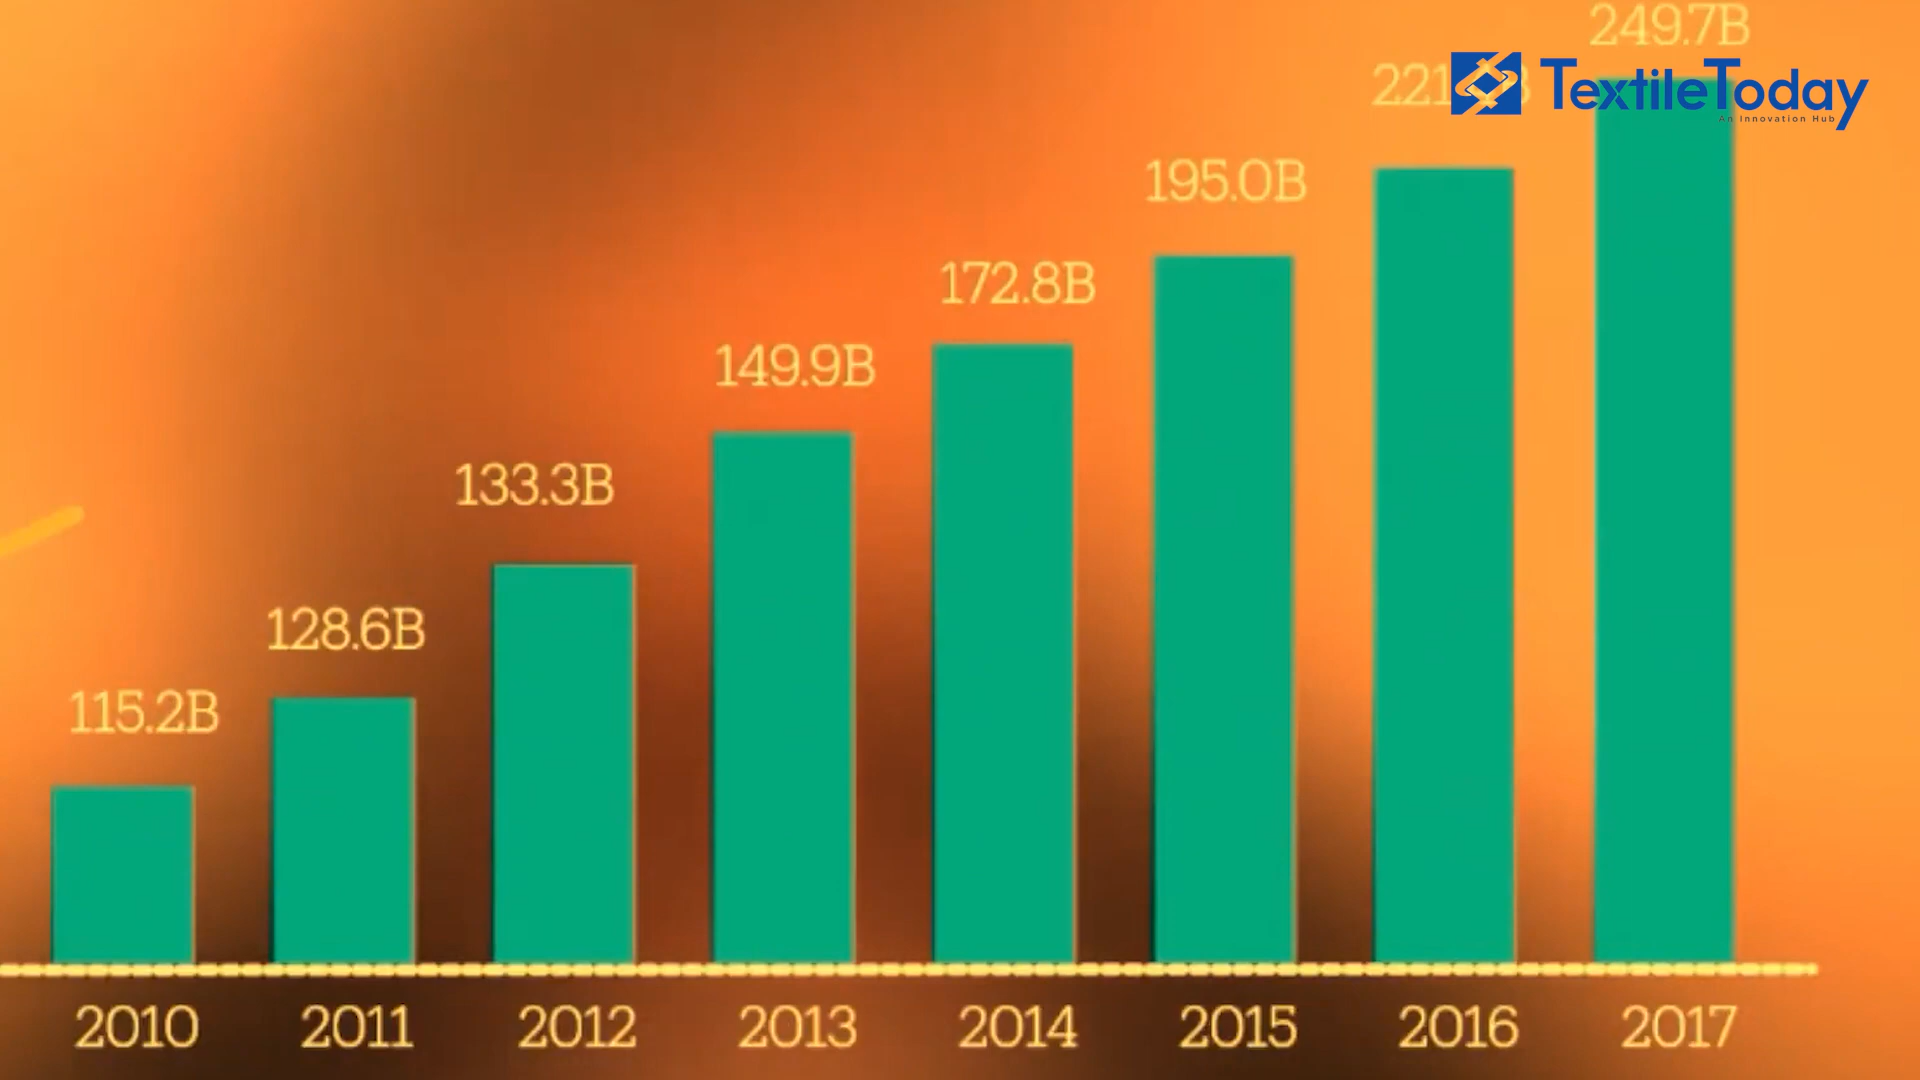 249.7B
TextileToday
An Innovation Hub
195.0B
172.8B
149.9B
133.3B
128.6B
115.2B
2010 2011 2012 2013 2014 2015 2016 2017